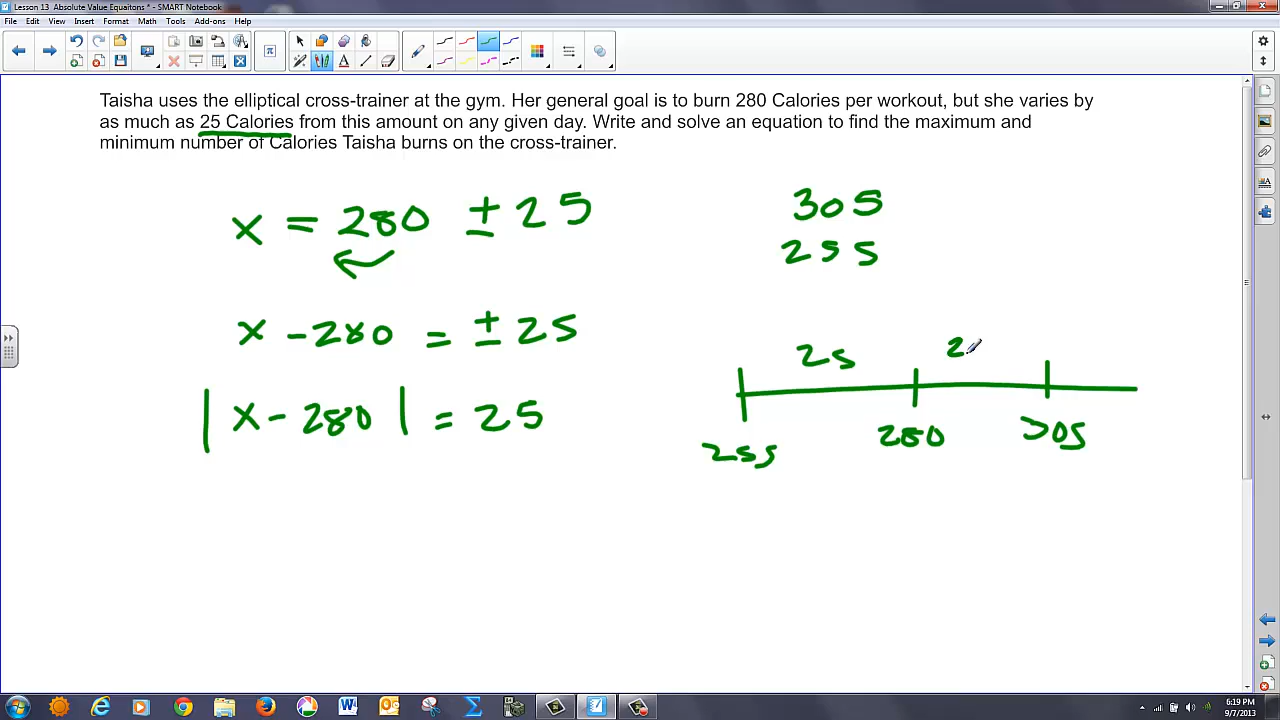 Lesson 13 Absolute Value Equaitons * - SMART Notebook
File Edit View Insert Format Math Tools Add-ons Help
Taisha uses the elliptical cross-trainer at the gym. Her general goal is to burn 280 Calories per workout, but she varies by
as much as 25 Calories from this amount on any given day. Write and solve an equation to find the maximum and
minimum number of Calories Taisha burns on the cross-trainer.
x = 280 ± 25
305
255
x - 280 = ± 25
25 2
|x - 280| = 25
255 280 305
6:19 PM
9/7/2013